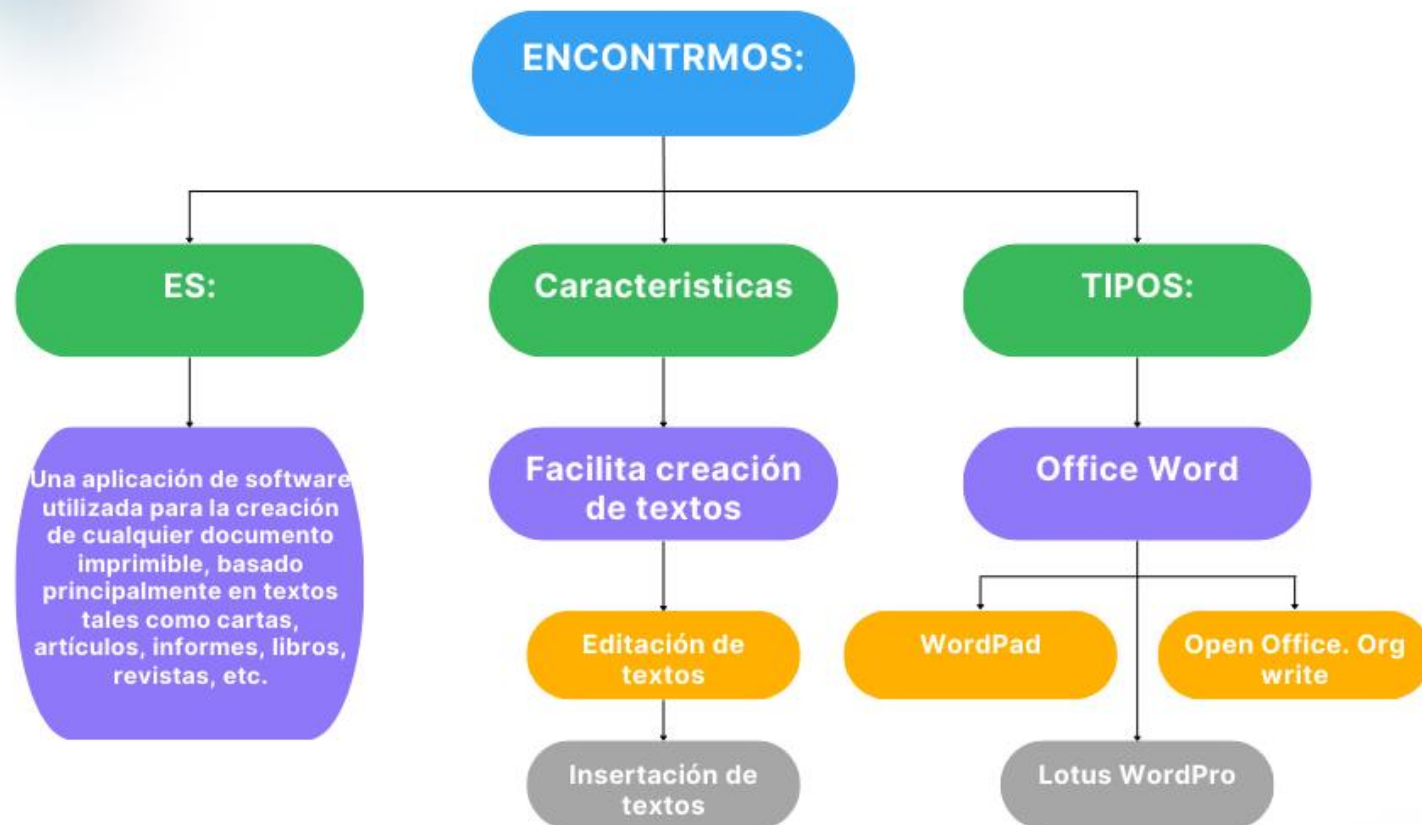 ENCONTRMOS:
ES:
Caracteristicas
TIPOS:
Una aplicación de software
utilizada para la creación
de cualquier documento
imprimible, basado
principalmente en textos
tales como cartas,
artículos, informes, libros,
revistas, etc.
Facilita creación
de textos
Office Word
Editación de
textos
WordPad
Open Office. Org
write
Insertación de
textos
Lotus WordPro